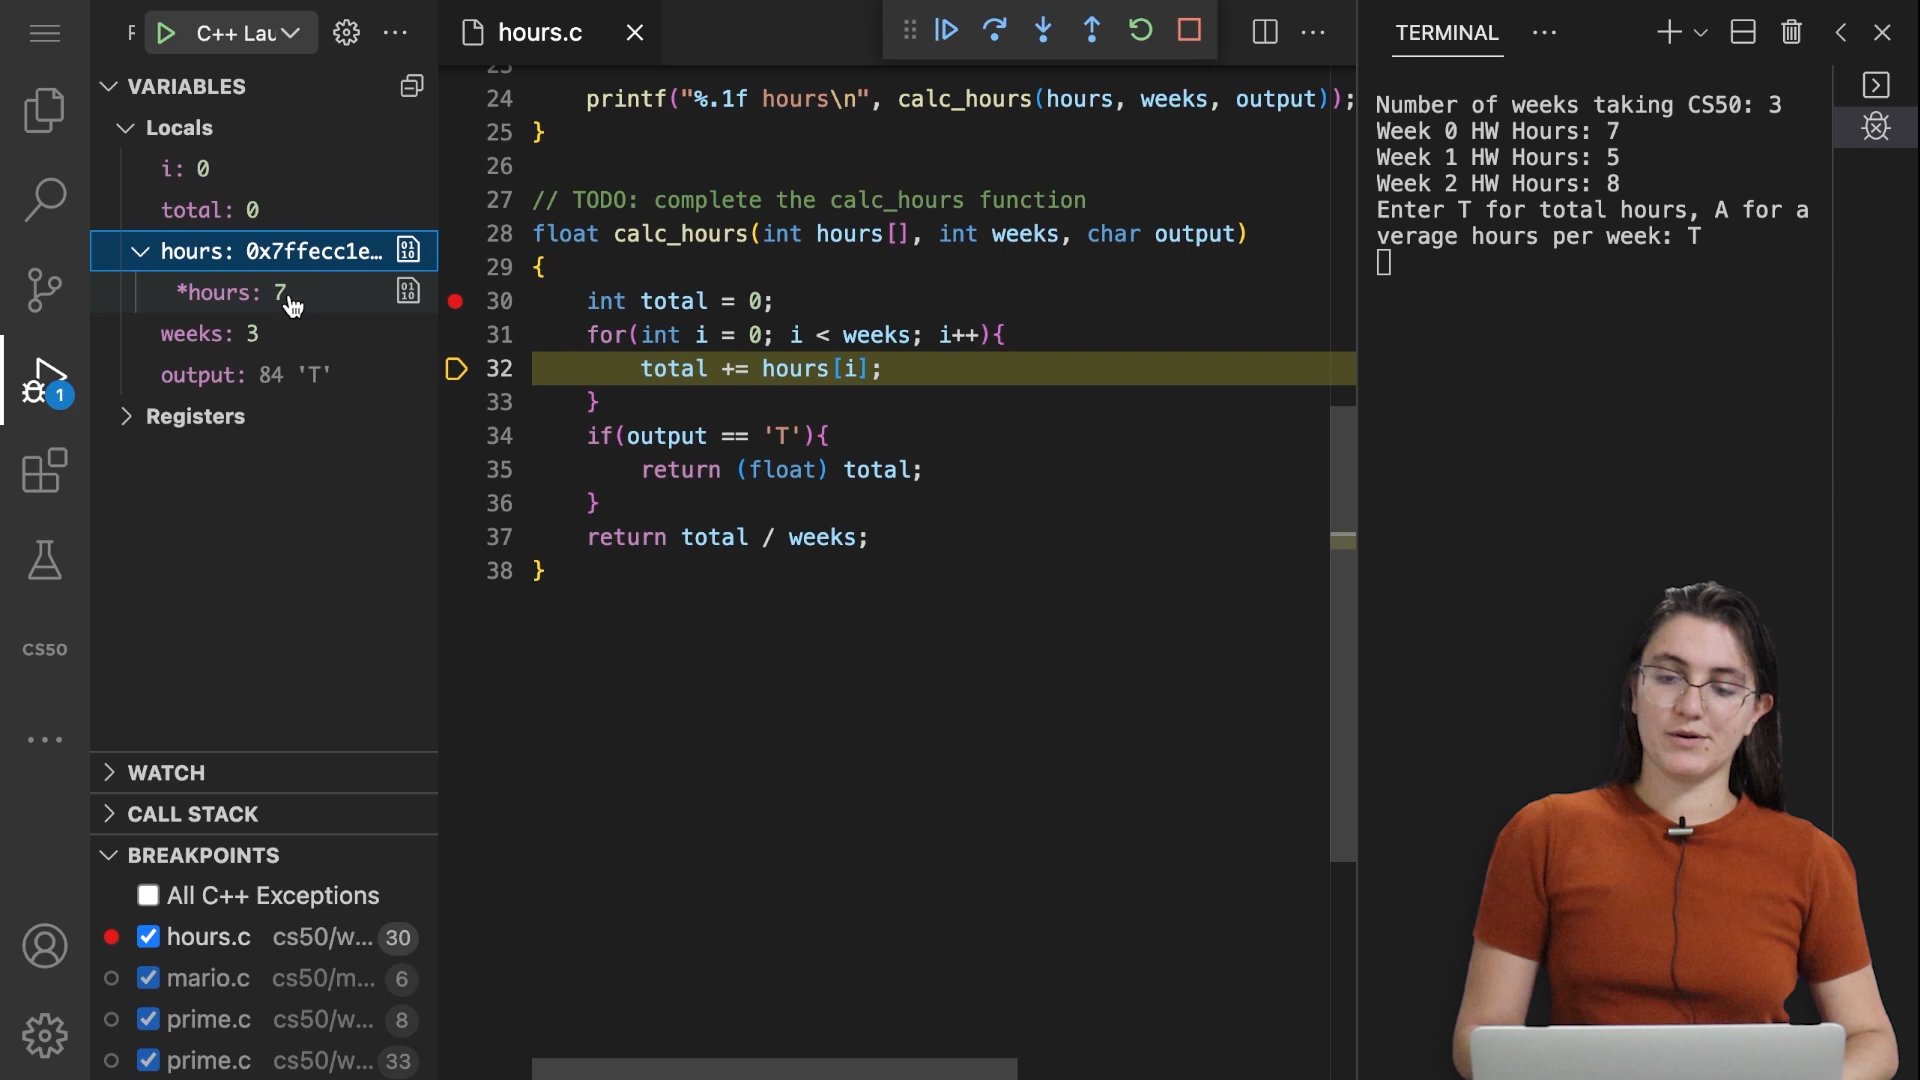 C++ Lau
hours.c
TERMINAL
VARIABLES
Locals
i: 0
total: 0
hours: 0x7ffecc1e...
*hours: 7
weeks: 3
output: 84 'T'
Registers
WATCH
CALL STACK
BREAKPOINTS
All C++ Exceptions
hours.c cs50/w... 30
mario.c cs50/m... 6
prime.c cs50/w... 8
prime.c cs50/w... 33
1
CS50
23
24 printf("%.1f hours\n", calc_hours(hours, weeks, output));
25 }
26
27 // TODO: complete the calc_hours function
28 float calc_hours(int hours[], int weeks, char output)
29 {
30 int total = 0;
31 for(int i = 0; i < weeks; i++){
32 total += hours[i];
33 }
34 if(output == 'T'){
35 return (float) total;
36 }
37 return total / weeks;
38 }
Number of weeks taking CS50: 3
Week 0 HW Hours: 7
Week 1 HW Hours: 5
Week 2 HW Hours: 8
Enter T for total hours, A for a
verage hours per week: T